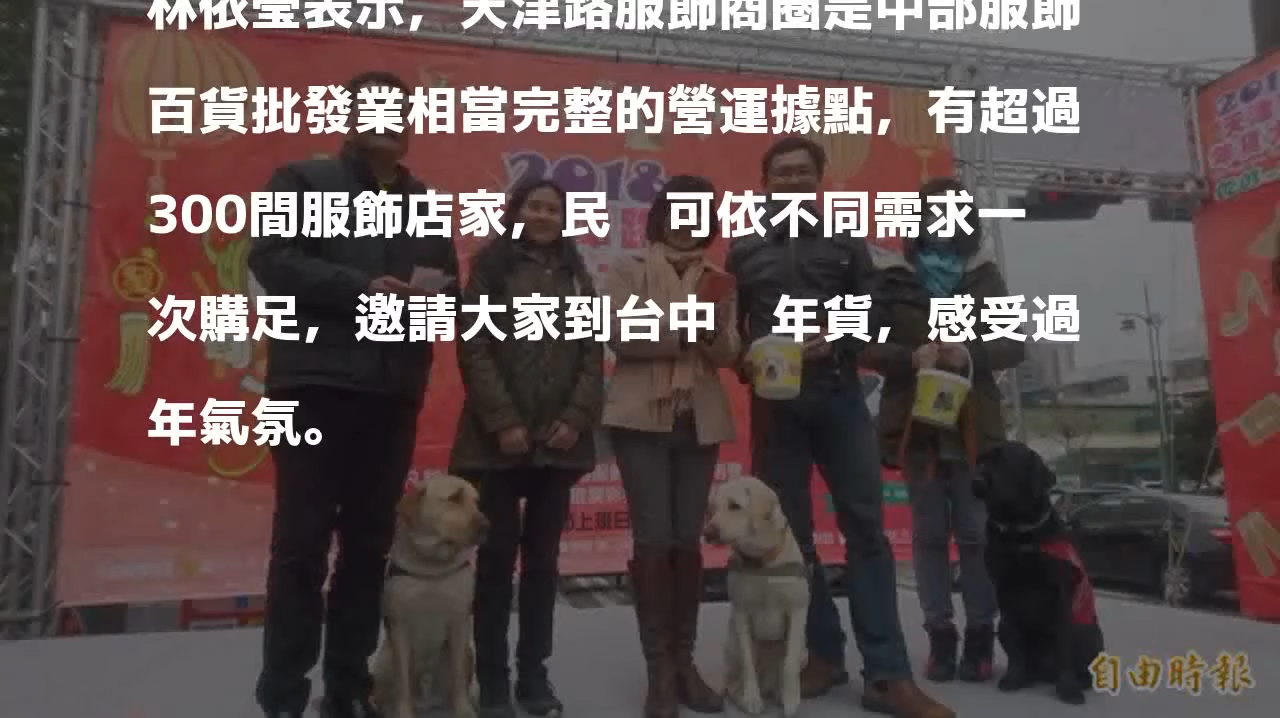 林依瑩表示，天津路服飾商圈是中部服飾
百貨批發業相當完整的營運據點，有超過
300間服飾店家，民　可依不同需求一
次購足，邀請大家到台中　年貨，感受過
年氣氛。
2018
自由時報